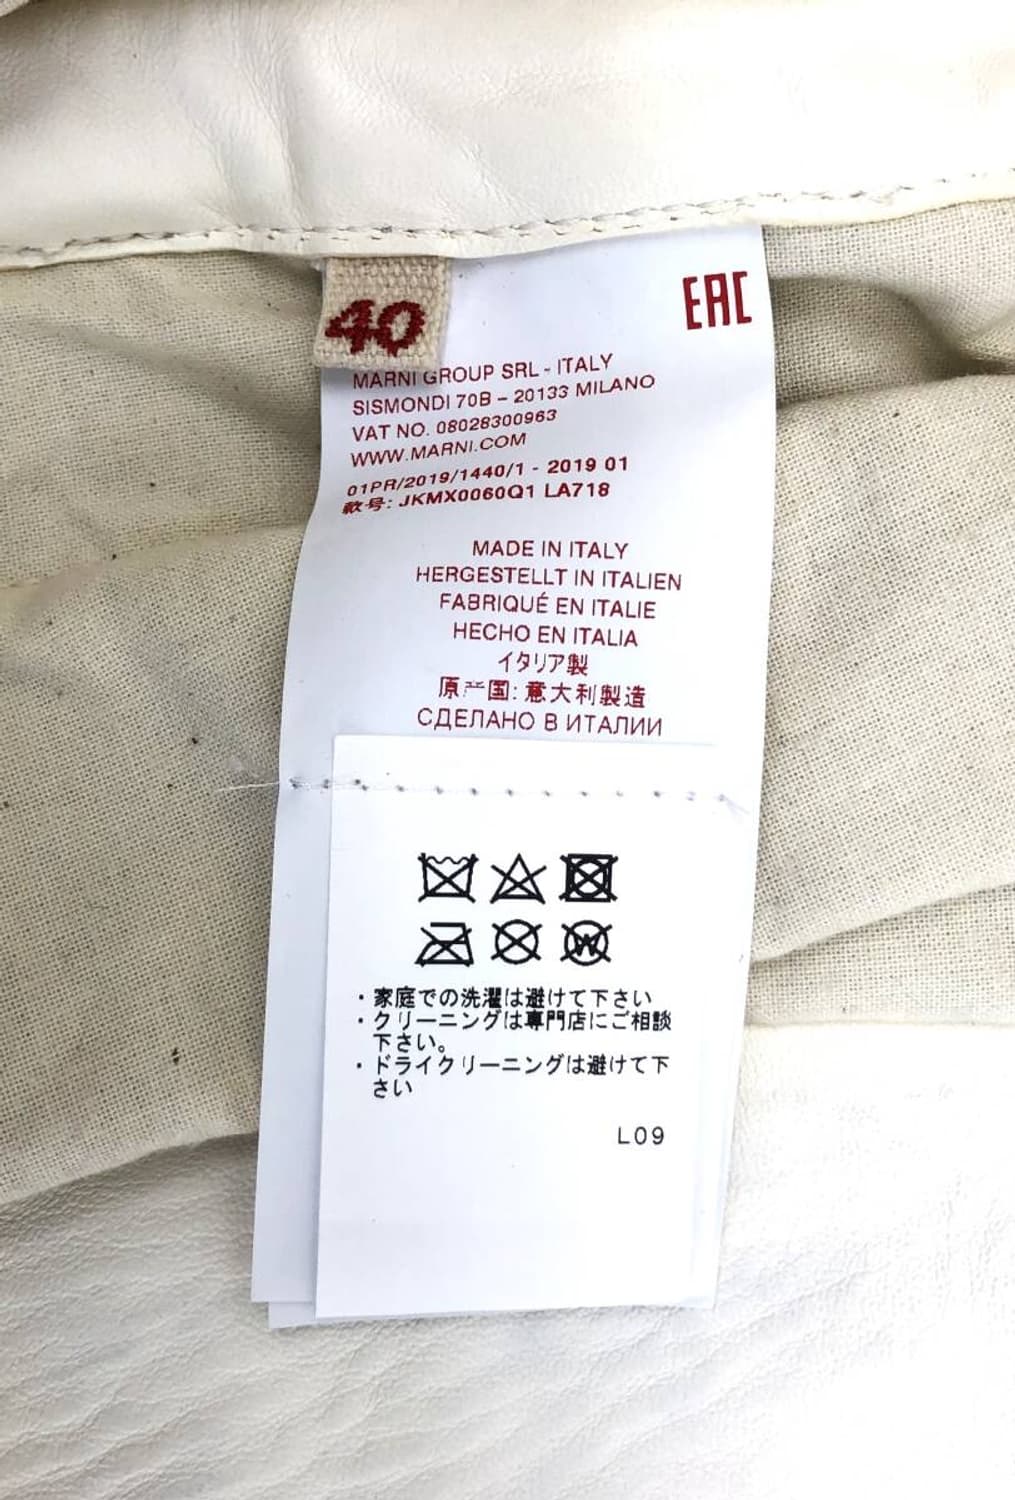 40
EAC
MARNI GROUP SRL - ITALY
SISMONDI 70B – 20133 MILANO
VAT NO. 08028300963
WWW.MARNI.COM
01PR/2019/1440/1 - 2019 01
款号: JKMX0060Q1 LA718
MADE IN ITALY
HERGESTELLT IN ITALIEN
FABRIQUÉ EN ITALIE
HECHO EN ITALIA
イタリア製
原产国: 意大利製造
СДЕЛАНО В ИТАЛИИ
W
・家庭での洗濯は避けて下さい
・クリーニングは専門店にご相談
下さい。
・ドライクリーニングは避けて下
さい
L09